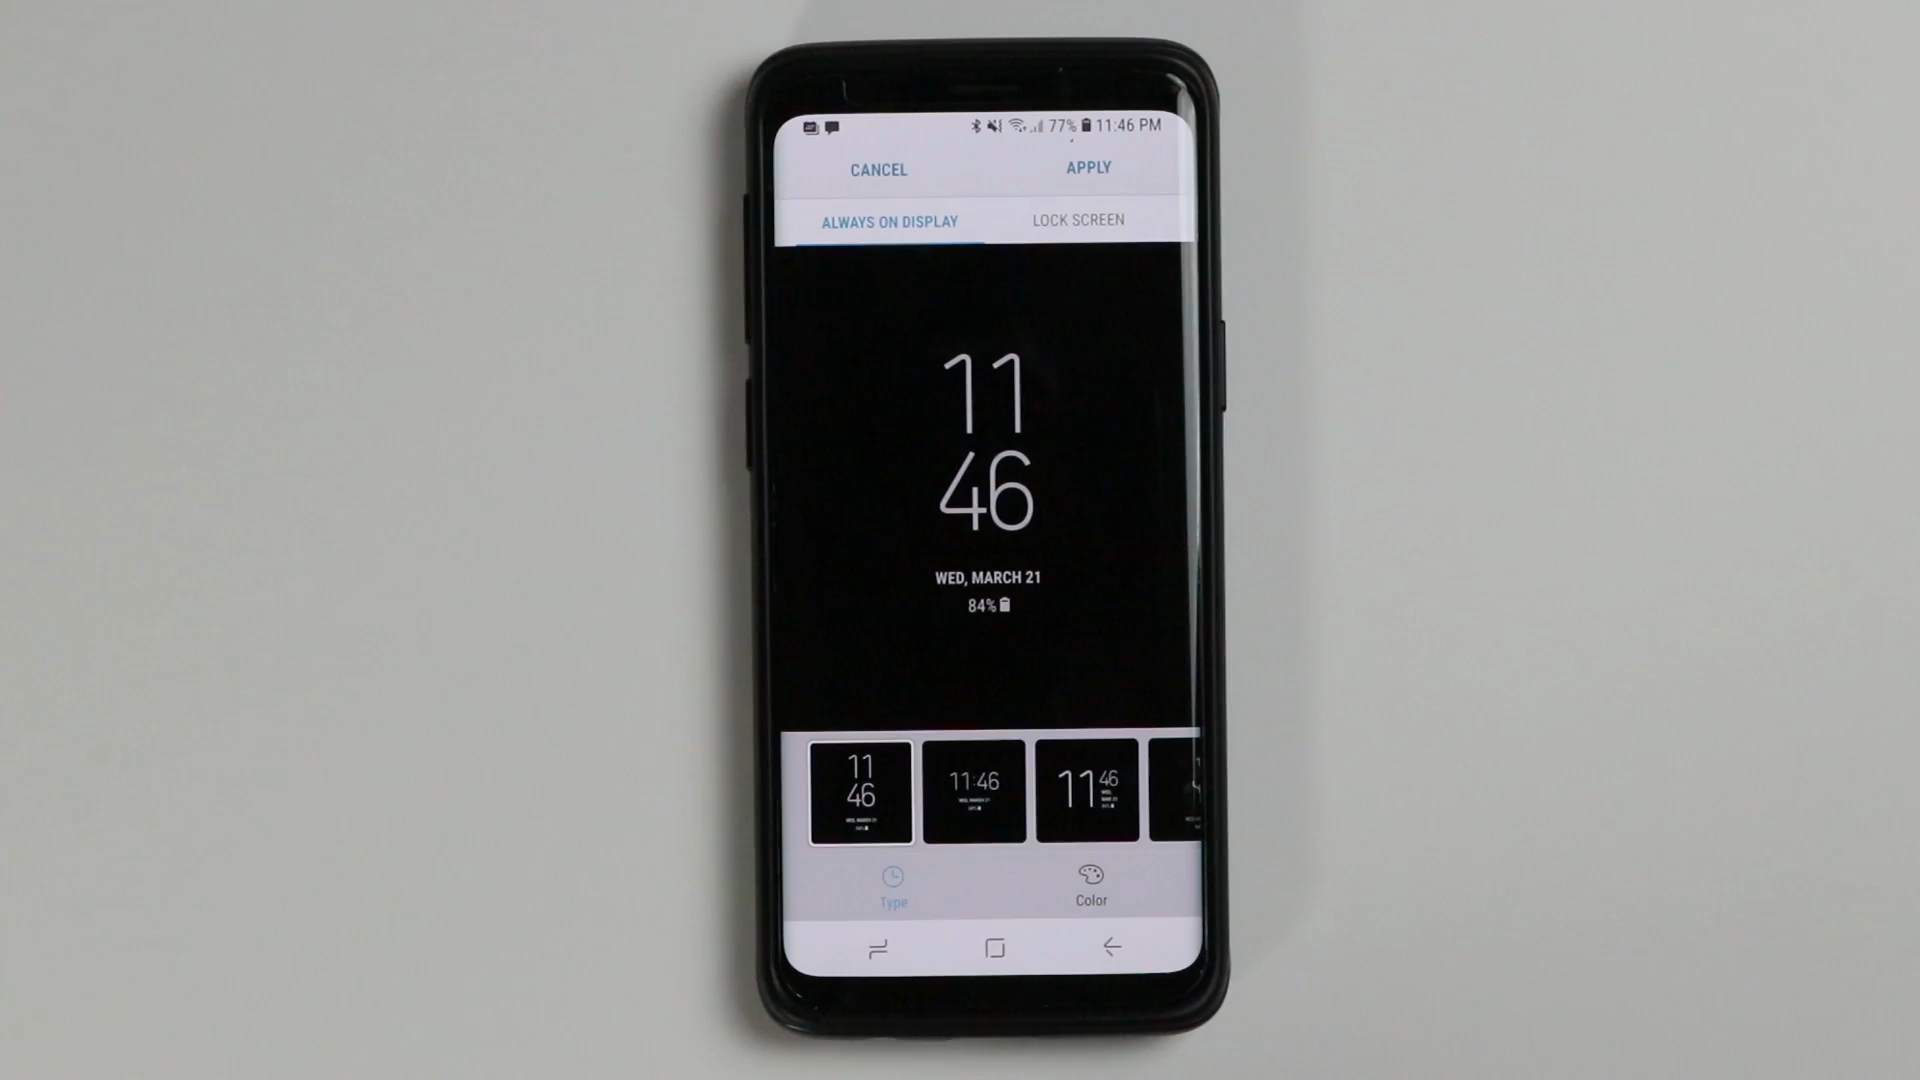 77% 11:46 PM
CANCEL APPLY
ALWAYS ON DISPLAY LOCK SCREEN
11
46
WED, MARCH 21
84%
11
46
11:46
11 46
Type Color